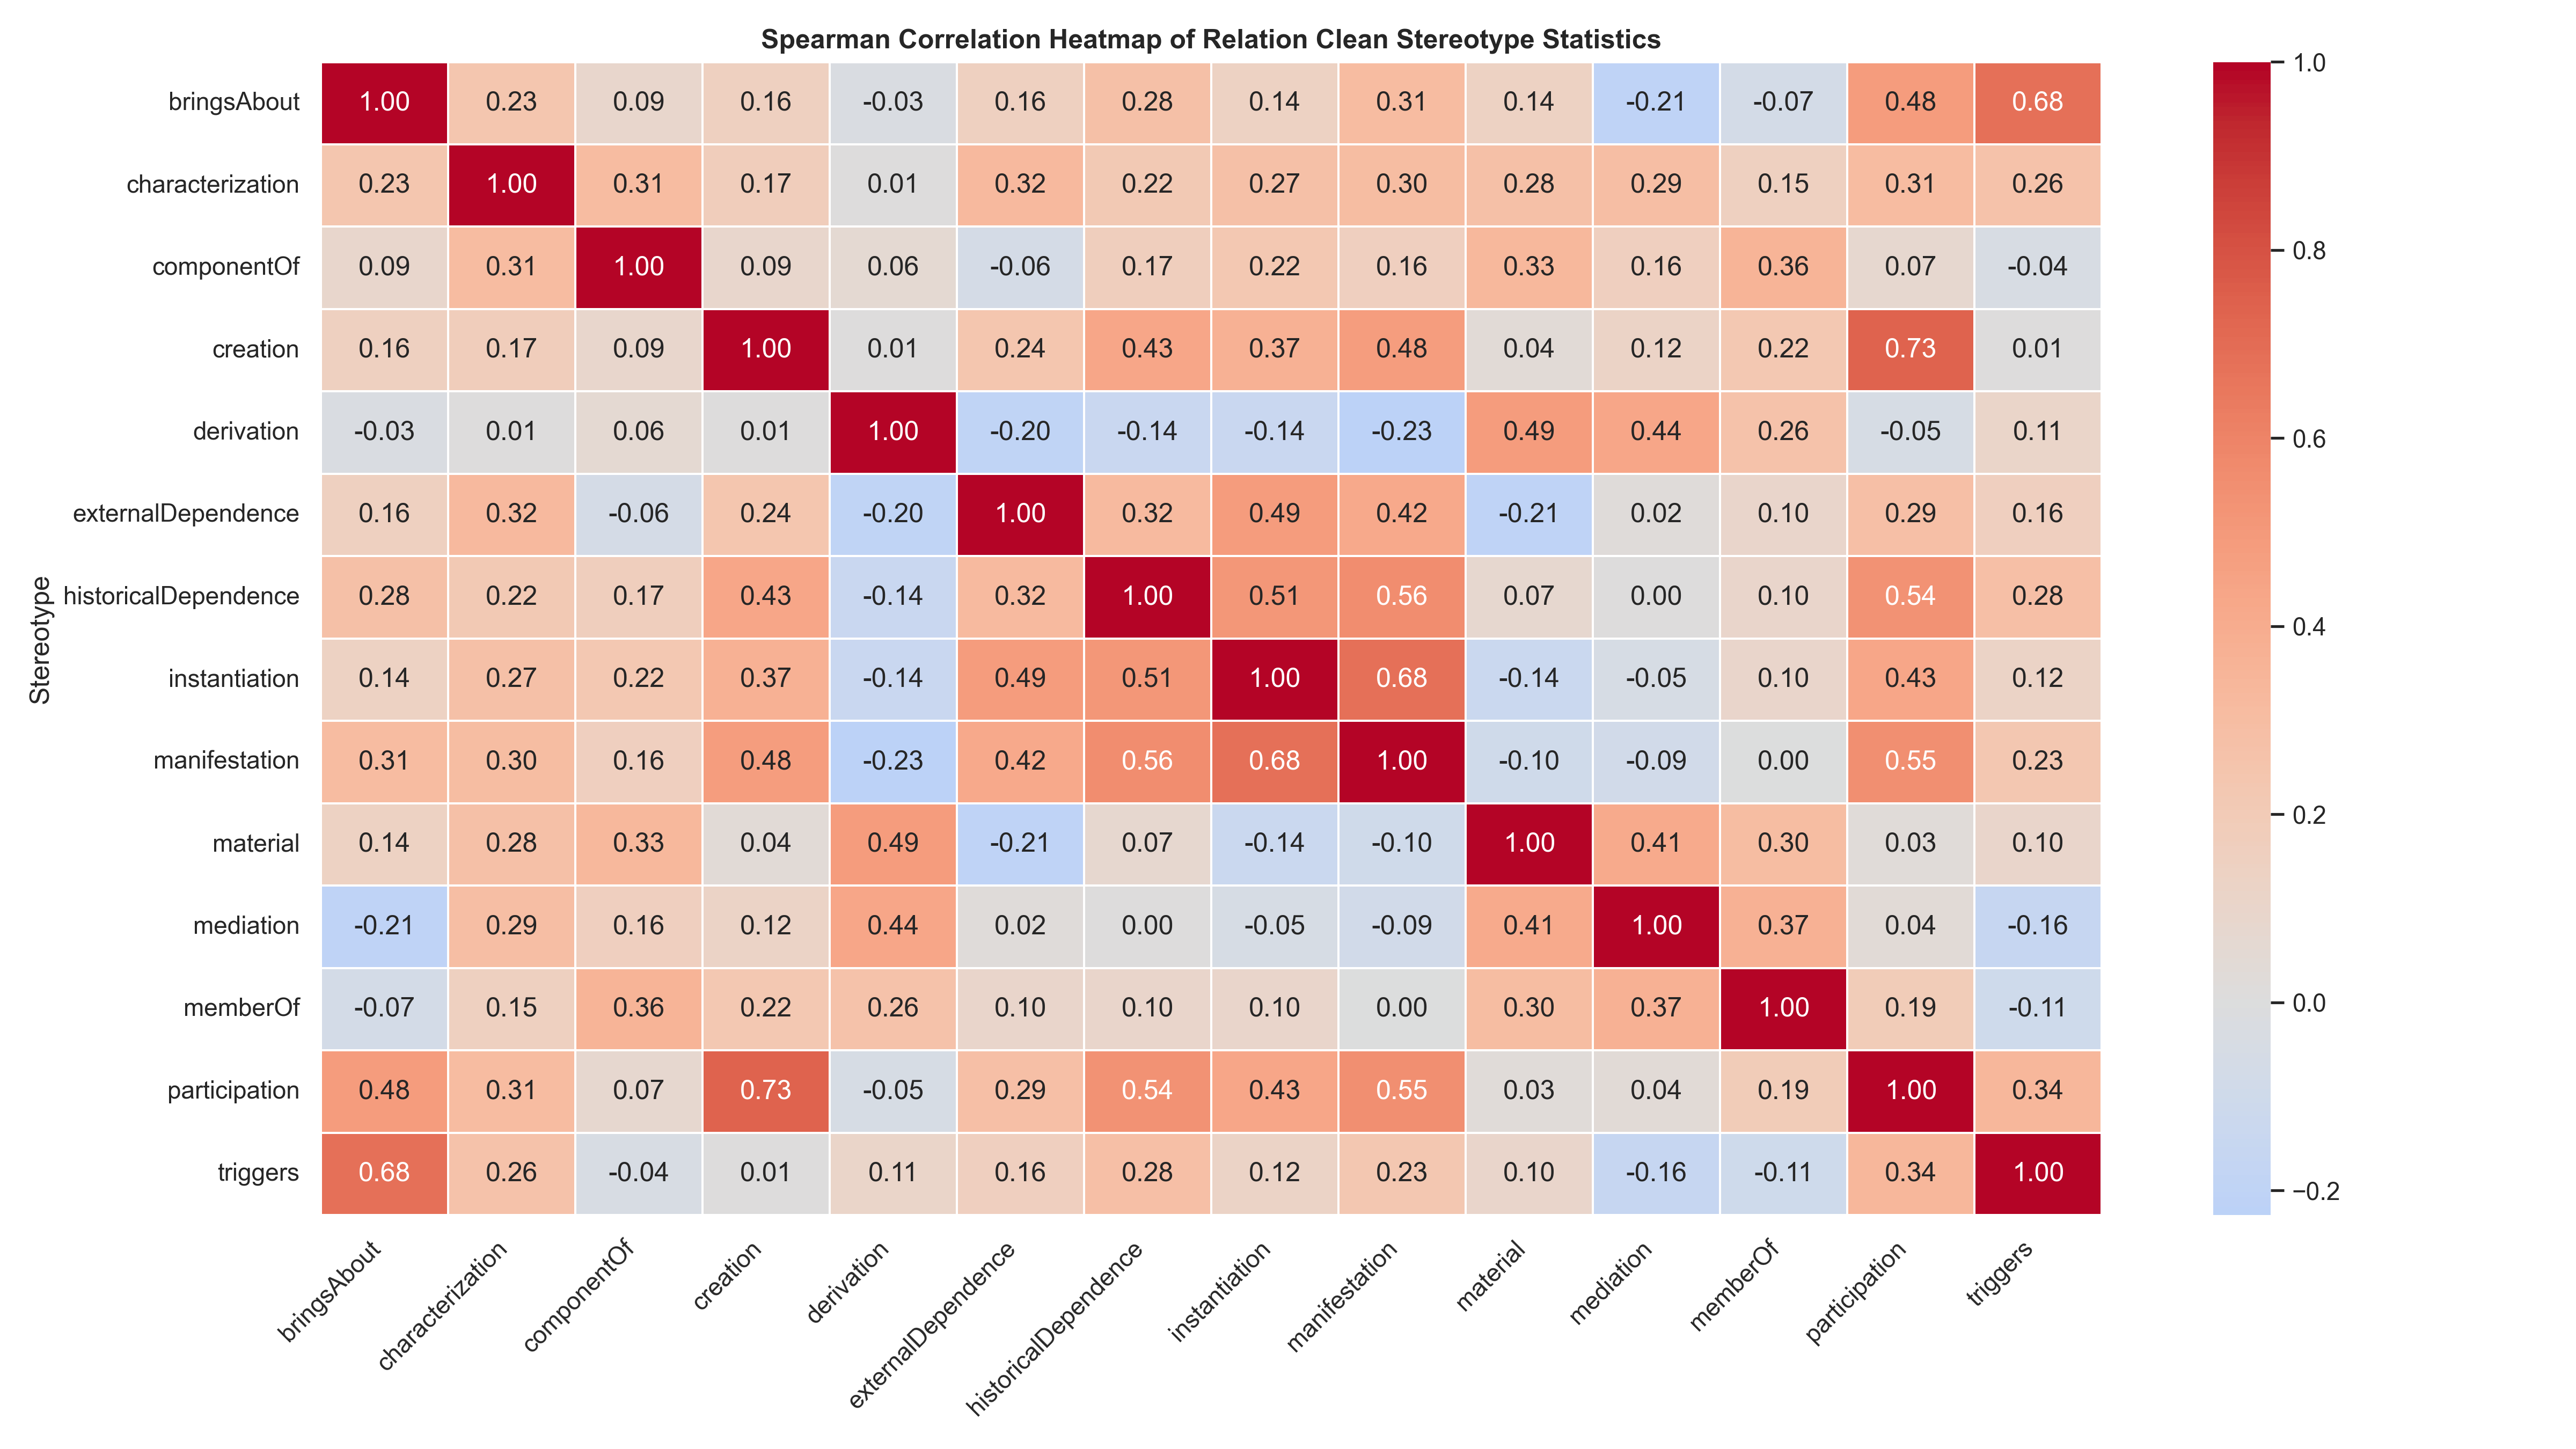 Spearman Correlation Heatmap of Relation Clean Stereotype Statistics
bringsAbout 1.00 0.23 0.09 0.16 -0.03 0.16 0.28 0.14 0.31 0.14 -0.21 -0.07 0.48 0.68
characterization 0.23 1.00 0.31 0.17 0.01 0.32 0.22 0.27 0.30 0.28 0.29 0.15 0.31 0.26
componentOf 0.09 0.31 1.00 0.09 0.06 -0.06 0.17 0.22 0.16 0.33 0.16 0.36 0.07 -0.04
creation 0.16 0.17 0.09 1.00 0.01 0.24 0.43 0.37 0.48 0.04 0.12 0.22 0.73 0.01
derivation -0.03 0.01 0.06 0.01 1.00 -0.20 -0.14 -0.14 -0.23 0.49 0.44 0.26 -0.05 0.11
externalDependence 0.16 0.32 -0.06 0.24 -0.20 1.00 0.32 0.49 0.42 -0.21 0.02 0.10 0.29 0.16
historicalDependence 0.28 0.22 0.17 0.43 -0.14 0.32 1.00 0.51 0.56 0.07 0.00 0.10 0.54 0.28
instantiation 0.14 0.27 0.22 0.37 -0.14 0.49 0.51 1.00 0.68 -0.14 -0.05 0.10 0.43 0.12
manifestation 0.31 0.30 0.16 0.48 -0.23 0.42 0.56 0.68 1.00 -0.10 -0.09 0.00 0.55 0.23
material 0.14 0.28 0.33 0.04 0.49 -0.21 0.07 -0.14 -0.10 1.00 0.41 0.30 0.03 0.10
mediation -0.21 0.29 0.16 0.12 0.44 0.02 0.00 -0.05 -0.09 0.41 1.00 0.37 0.04 -0.16
memberOf -0.07 0.15 0.36 0.22 0.26 0.10 0.10 0.10 0.00 0.30 0.37 1.00 0.19 -0.11
participation 0.48 0.31 0.07 0.73 -0.05 0.29 0.54 0.43 0.55 0.03 0.04 0.19 1.00 0.34
triggers 0.68 0.26 -0.04 0.01 0.11 0.16 0.28 0.12 0.23 0.10 -0.16 -0.11 0.34 1.00
Stereotype
bringsAbout
characterization
componentOf
creation
derivation
externalDependence
historicalDependence
instantiation
manifestation
material
mediation
memberOf
participation
triggers
1.0
0.8
0.6
0.4
0.2
0.0
−0.2